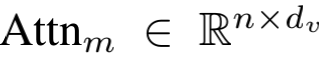 Attn_m ∈ ℝ^{n×d_v}